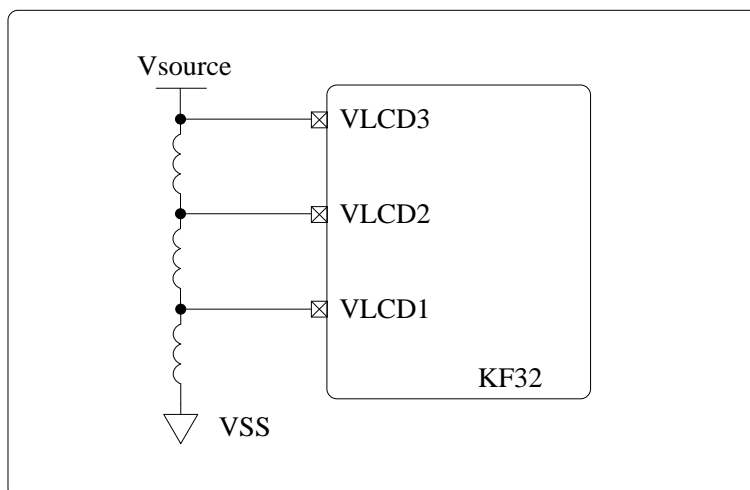 Vsource
VLCD3
VLCD2
VLCD1
KF32
VSS